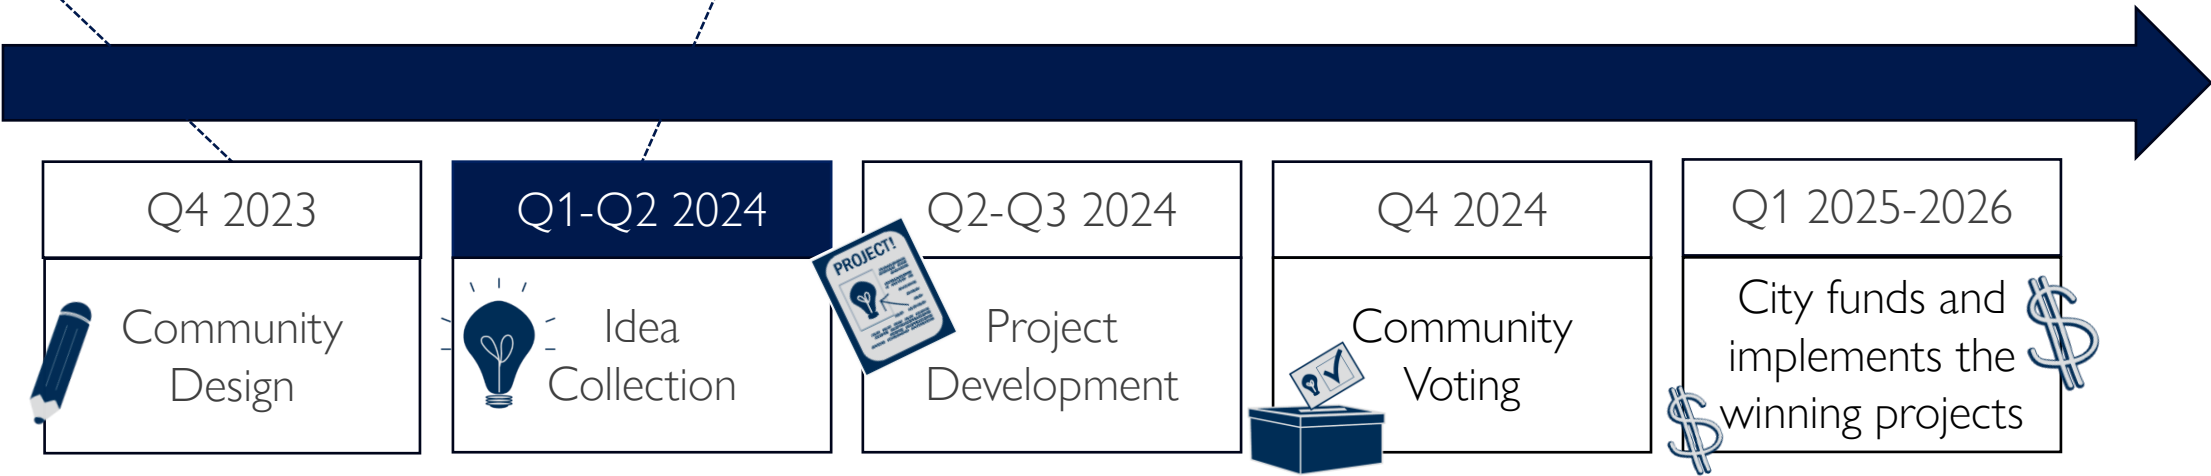 Q4 2023
Community
Design
Q1-Q2 2024
Idea
Collection
Q2-Q3 2024
PROJECT!
Project
Development
Q4 2024
Community
Voting
Q1 2025-2026
City funds and
implements the
winning projects